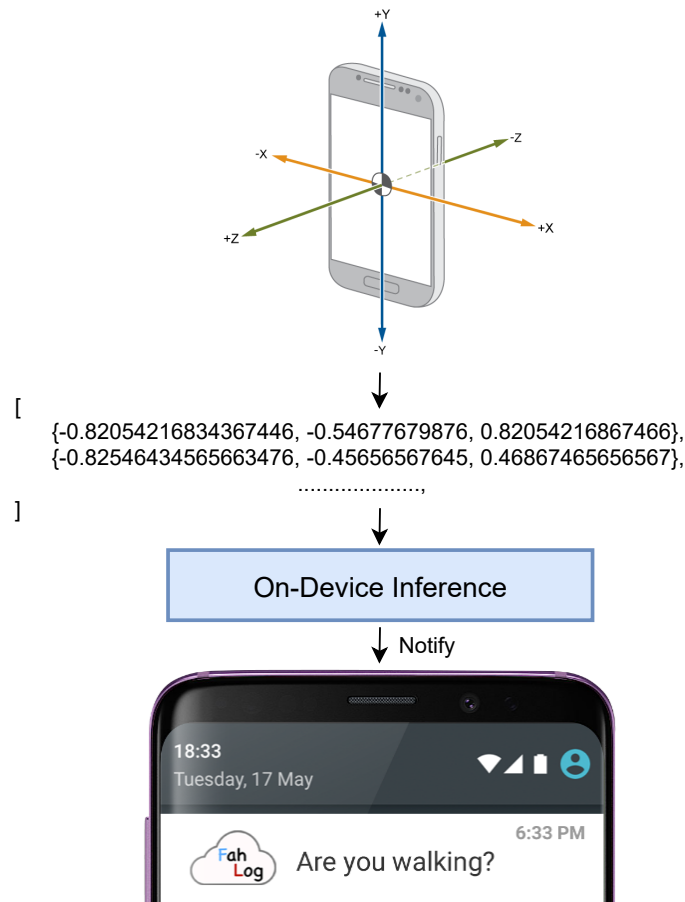 +Y
-X
-Z
+Z
+X
-Y
[
{-0.82054216834367446, -0.54677679876, 0.82054216867466},
{-0.82546434565663476, -0.45656567645, 0.46867465656567},
....................,
]
On-Device Inference
Notify
18:33
Tuesday, 17 May
6:33 PM
Fah
Log
Are you walking?